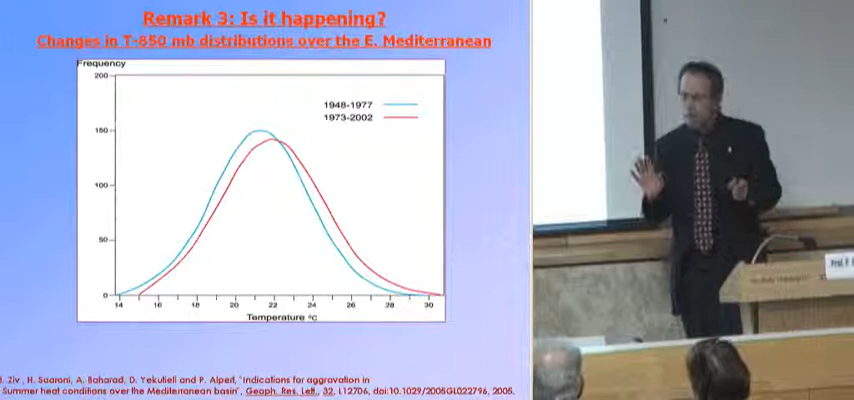 Remark 3: Is it happening?
Changes in T-850 mb distributions over the E. Mediterranean
Frequency
200
150
100
50
0
1948-1977
1973-2002
14 16 18 20 22 24 26 28 30
Temperature °C
Ziv, H. Saaroni, A. Baharad, D. Yekutieli and P. Alpert, "Indications for aggravation in
Summer heat conditions over the Mediterranean basin", Geoph. Res. Lett., 32, L12706, doi:10.1029/2005GL022796, 2005.
Prof. P.